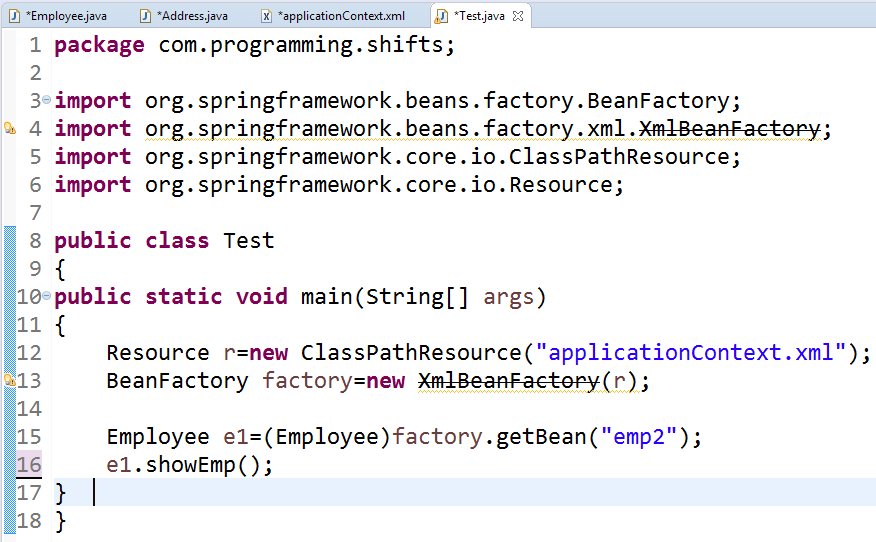 *Employee.java *Address.java *applicationContext.xml *Test.java
1 package com.programming.shifts;
2
3 import org.springframework.beans.factory.BeanFactory;
4 import org.springframework.beans.factory.xml.XmlBeanFactory;
5 import org.springframework.core.io.ClassPathResource;
6 import org.springframework.core.io.Resource;
7
8 public class Test
9 {
10 public static void main(String[] args)
11 {
12     Resource r=new ClassPathResource("applicationContext.xml");
13     BeanFactory factory=new XmlBeanFactory(r);
14
15     Employee e1=(Employee)factory.getBean("emp2");
16     e1.showEmp();
17 }
18 }